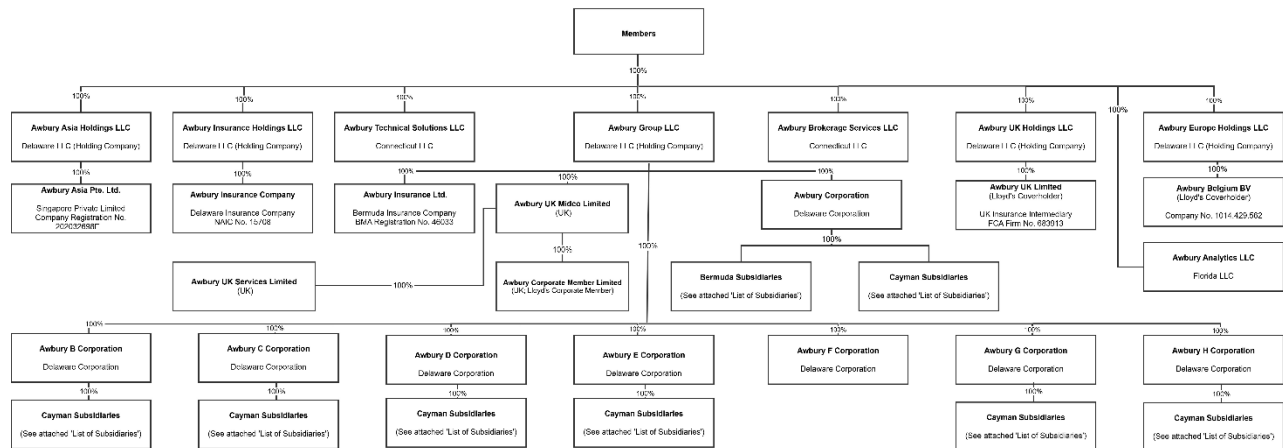 Members
100%
100%
100%
100%
100%
100%
100%
100%
100%
Awbury Asia Holdings LLC
Delaware LLC (Holding Company)
Awbury Insurance Holdings LLC
Delaware LLC (Holding Company)
Awbury Technical Solutions LLC
Connecticut LLC
Awbury Group LLC
Delaware LLC (Holding Company)
Awbury Brokerage Services LLC
Connecticut LLC
Awbury UK Holdings LLC
Delaware LLC (Holding Company)
Awbury Europe Holdings LLC
Delaware LLC (Holding Company)
100%
100%
100%
100%
100%
100%
100%
Awbury Asia Pte. Ltd.
Singapore Private Limited
Company Registration No.
Awbury Insurance Company
Delaware Insurance Company
NAIC No. 15708
Awbury Insurance Ltd.
Bermuda Insurance Company
BMA Registration No. 46033
Awbury UK Midco Limited
(UK)
Awbury Corporation
Delaware Corporation
Awbury UK Limited
(Lloyd's Coverholder)
UK Insurance Intermediary
FCA Firm No. 683913
Awbury Belgium BV
(Lloyd's Coverholder)
Company No. 1014.429.562
100%
100%
100%
Awbury UK Services Limited
(UK)
100%
Awbury Corporate Member Limited
(UK; Lloyd's Corporate Member)
Bermuda Subsidiaries
(See attached 'List of Subsidiaries')
Cayman Subsidiaries
(See attached 'List of Subsidiaries')
Awbury Analytics LLC
Florida LLC
100%
100%
100%
100%
100%
100%
100%
Awbury B Corporation
Delaware Corporation
Awbury C Corporation
Delaware Corporation
Awbury D Corporation
Delaware Corporation
Awbury E Corporation
Delaware Corporation
Awbury F Corporation
Delaware Corporation
Awbury G Corporation
Delaware Corporation
Awbury H Corporation
Delaware Corporation
100%
100%
100%
100%
100%
100%
Cayman Subsidiaries
(See attached 'List of Subsidiaries')
Cayman Subsidiaries
(See attached 'List of Subsidiaries')
Cayman Subsidiaries
(See attached 'List of Subsidiaries')
Cayman Subsidiaries
(See attached 'List of Subsidiaries')
Cayman Subsidiaries
(See attached 'List of Subsidiaries')
Cayman Subsidiaries
(See attached 'List of Subsidiaries')